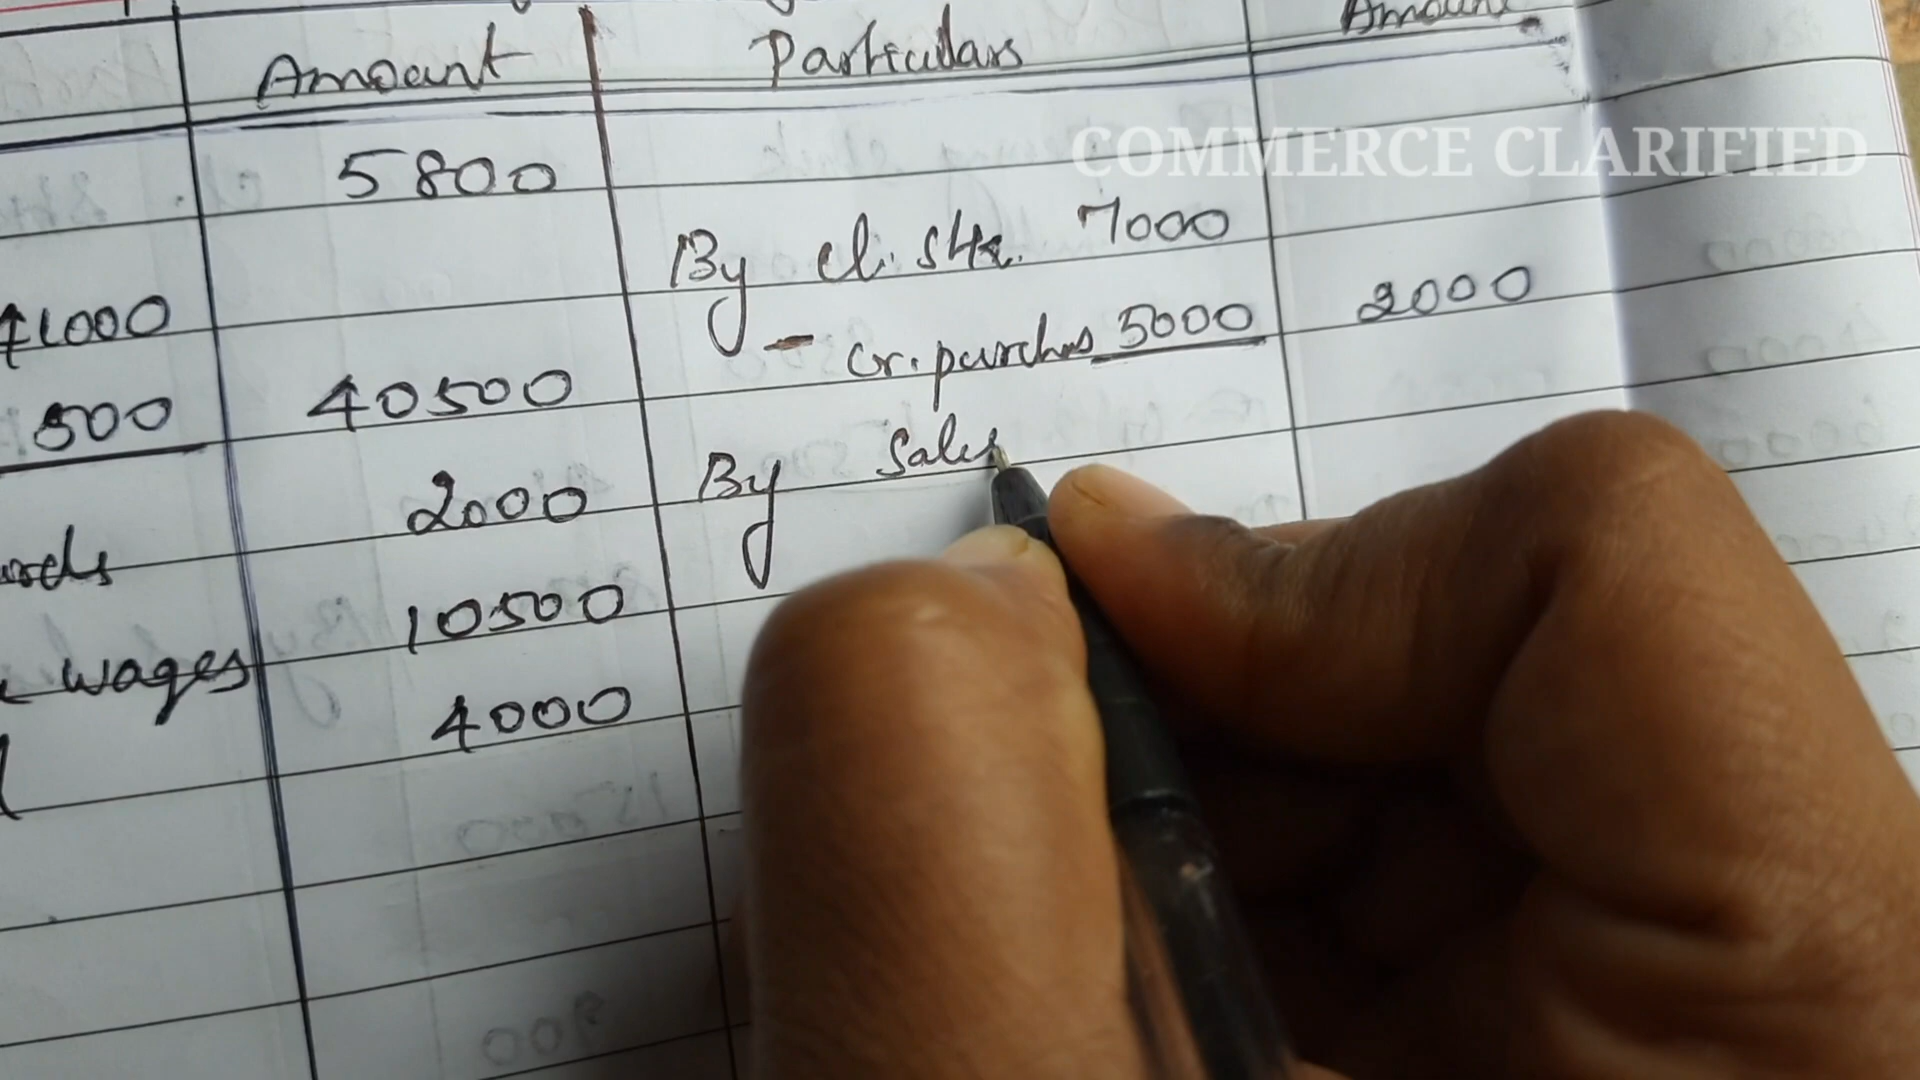 Amount Particulars Amount
COMMERCE CLARIFIED
5800
By cl. stk. 7000
41000
- cr. purchas 5000 2000
500 40500
By Sales
2000
10500
wages
4000